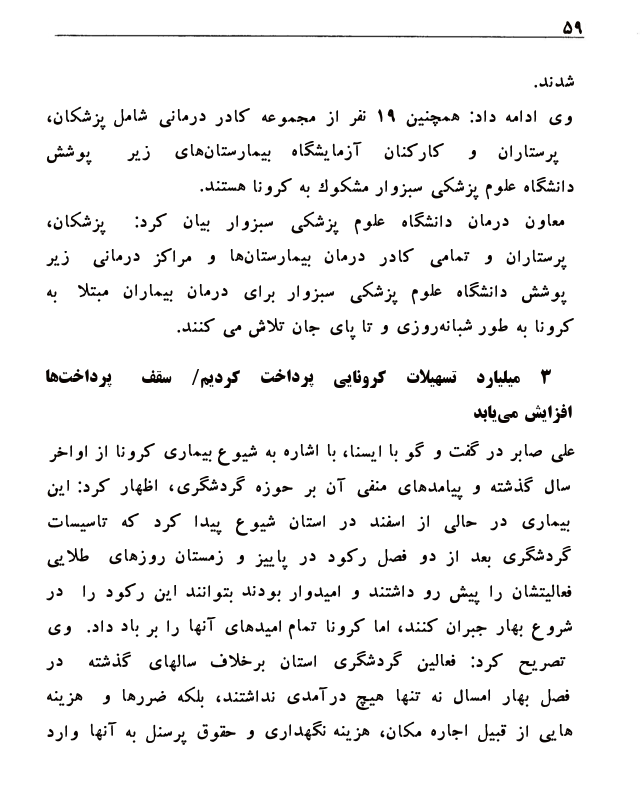 ۵۹
شدند.
وی ادامه داد: همچنین ۱۹ نفر از مجموعه کادر درمانی شامل پزشکان،
پرستاران و کارکنان آزمایشگاه بیمارستان‌های زیر پوشش
دانشگاه علوم پزشکی سبزوار مشکوك به کرونا هستند.
معاون درمان دانشگاه علوم پزشکی سبزوار بیان کرد: پزشکان،
پرستاران و تمامی کادر درمان بیمارستان‌ها و مراکز درمانی زیر
پوشش دانشگاه علوم پزشکی سبزوار برای درمان بیماران مبتلا به
کرونا به طور شبانه‌روزی و تا پای جان تلاش می کنند.
۳ میلیارد تسهیلات کرونایی پرداخت کردیم/ سقف پرداخت‌ها
افزایش می‌یابد
علی صابر در گفت و گو با ایسنا، با اشاره به شیوع بیماری کرونا از اواخر
سال گذشته و پیامدهای منفی آن بر حوزه گردشگری، اظهار کرد: این
بیماری در حالی از اسفند در استان شیوع پیدا کرد که تاسیسات
گردشگری بعد از دو فصل رکود در پاییز و زمستان روزهای طلایی
فعالیتشان را پیش رو داشتند و امیدوار بودند بتوانند این رکود را در
شروع بهار جبران کنند، اما کرونا تمام امیدهای آنها را بر باد داد. وی
تصریح کرد: فعالین گردشگری استان برخلاف سالهای گذشته در
فصل بهار امسال نه تنها هیچ درآمدی نداشتند، بلکه ضررها و هزینه
هایی از قبیل اجاره مکان، هزینه نگهداری و حقوق پرسنل به آنها وارد